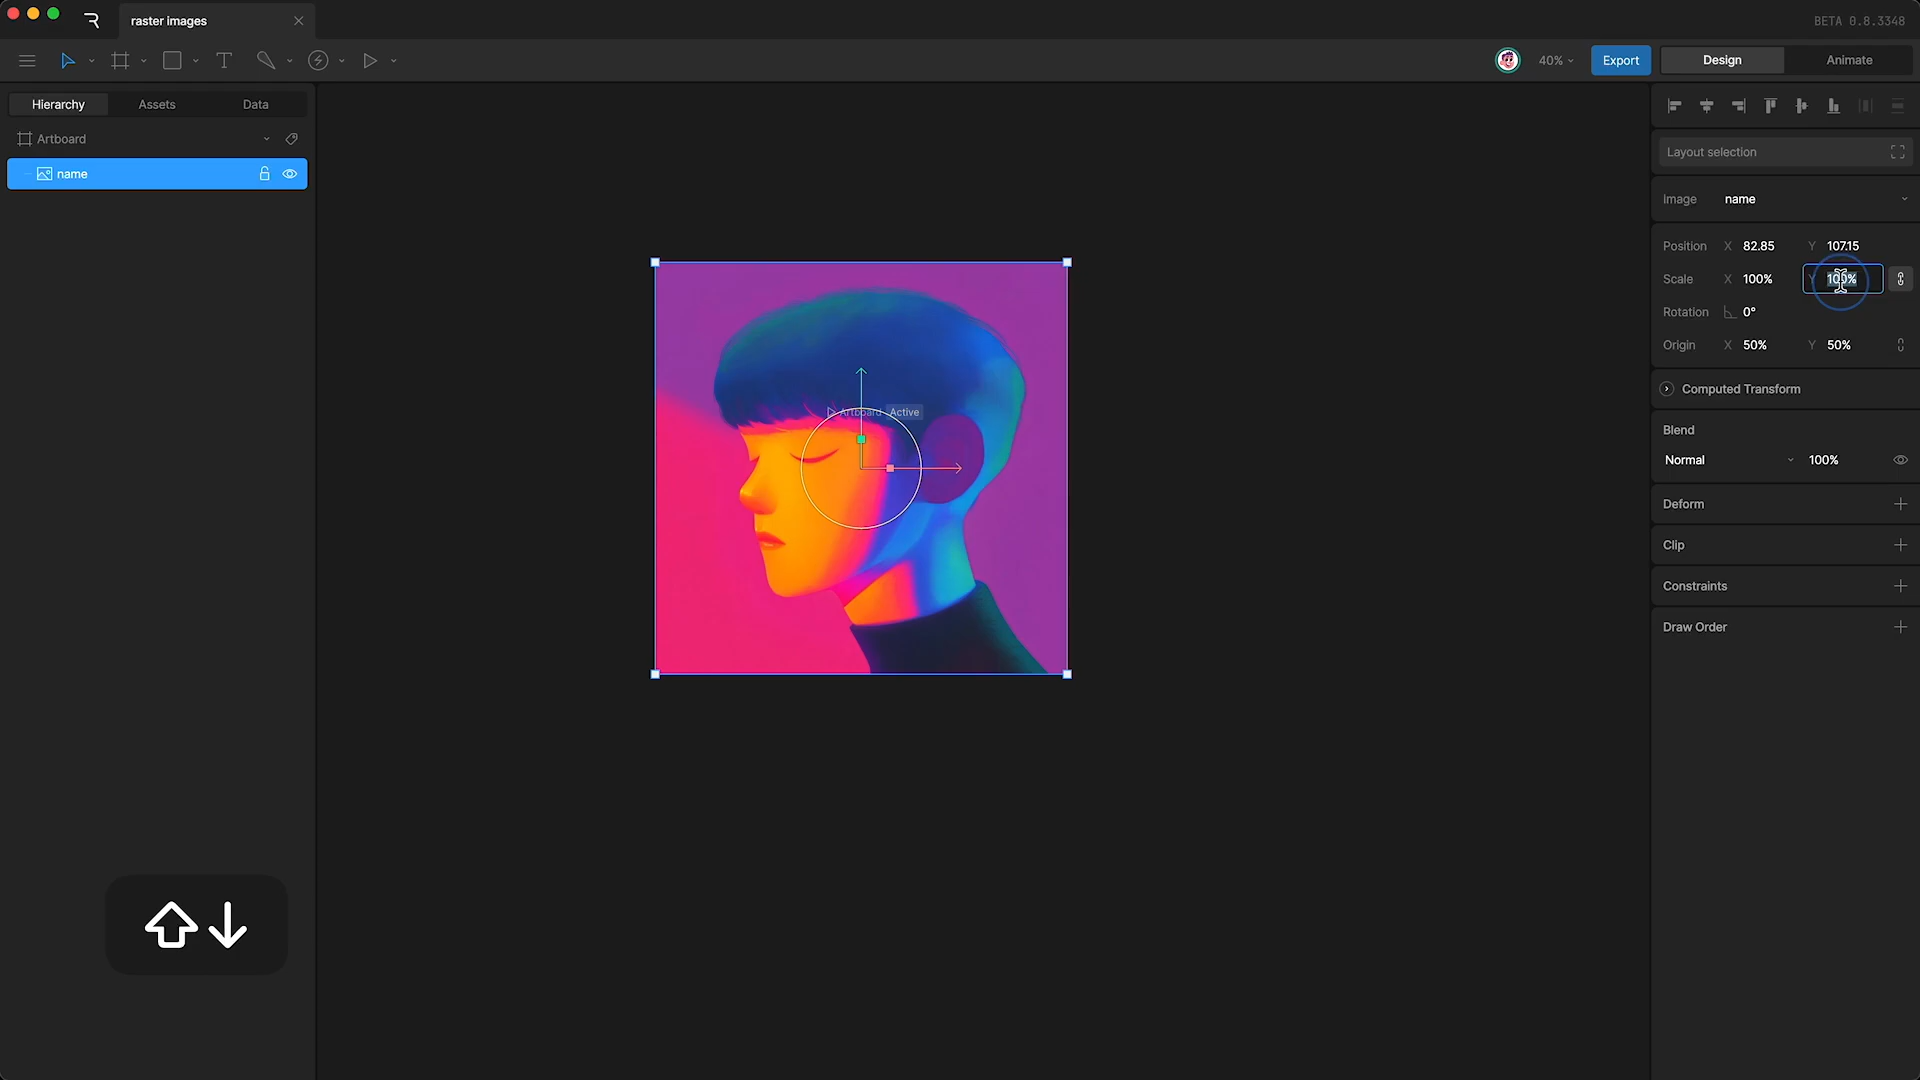 raster images
BETA 0.8.3348
40%
Export
Design
Animate
Hierarchy
Assets
Data
Artboard
name
Layout selection
Image name
Position X 82.85 Y 107.15
Scale X 100% Y 100%
Rotation 0°
Origin X 50% Y 50%
Computed Transform
Blend
Normal 100%
Deform
Clip
Constraints
Draw Order
Artboard Active